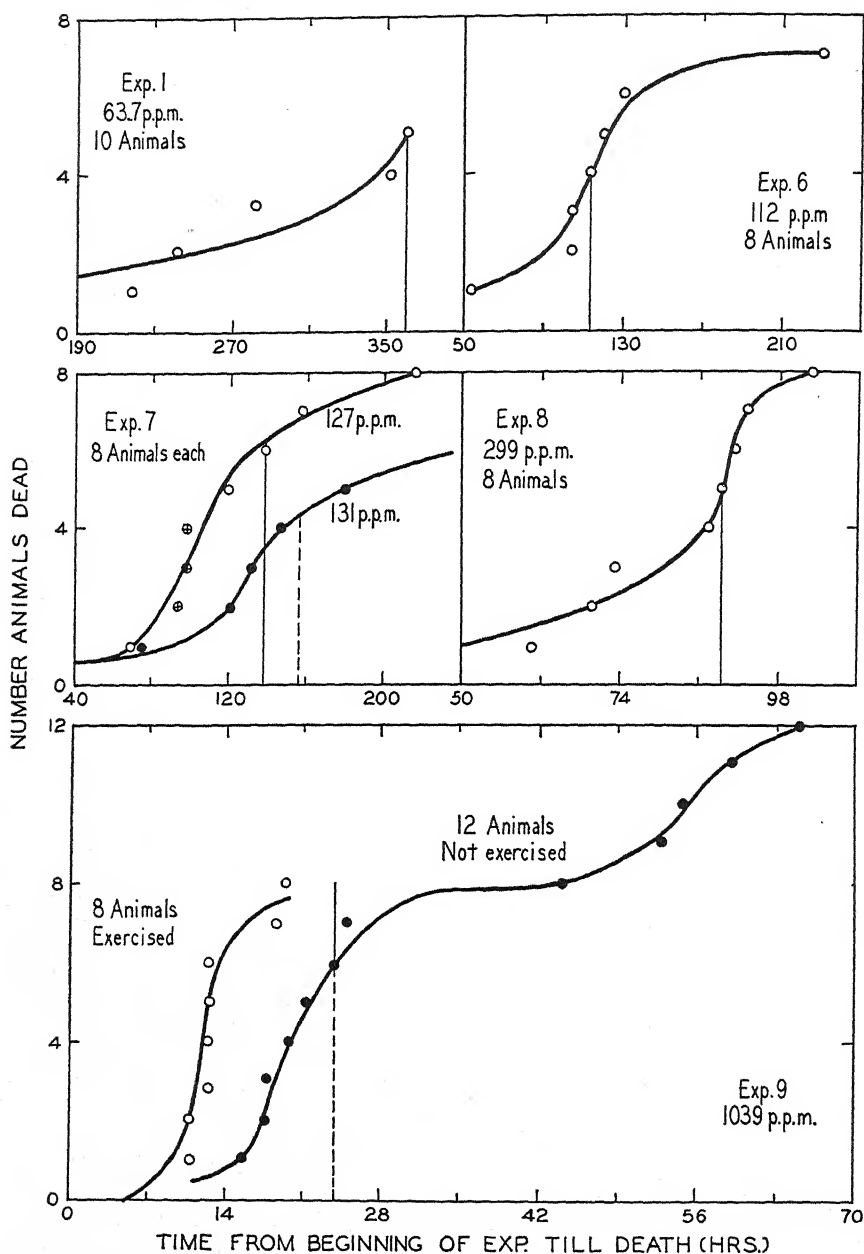 8
4
0
Exp. 1
63.7 p.p.m.
10 Animals
190
270
350
Exp. 6
112 p.p.m
8 Animals
50
130
210
8
4
0
Exp. 7
8 Animals each
127 p.p.m.
131 p.p.m.
40
120
200
Exp. 8
299 p.p.m.
8 Animals
50
74
98
NUMBER ANIMALS DEAD
12
8
4
0
8 Animals
Exercised
12 Animals
Not exercised
Exp. 9
1039 p.p.m.
0
14
28
42
56
70
TIME FROM BEGINNING OF EXP. TILL DEATH (HRS.)